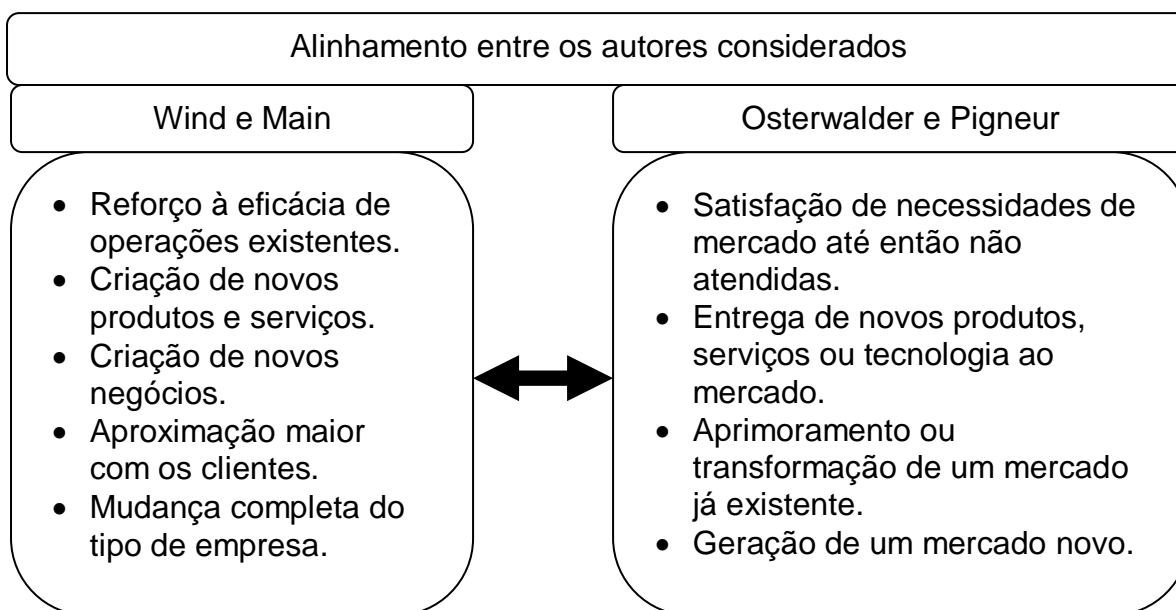 Alinhamento entre os autores considerados
Wind e Main
• Reforço à eficácia de
operações existentes.
• Criação de novos
produtos e serviços.
• Criação de novos
negócios.
• Aproximação maior
com os clientes.
• Mudança completa do
tipo de empresa.
Osterwalder e Pigneur
• Satisfação de necessidades de
mercado até então não
atendidas.
• Entrega de novos produtos,
serviços ou tecnologia ao
mercado.
• Aprimoramento ou
transformação de um mercado
já existente.
• Geração de um mercado novo.